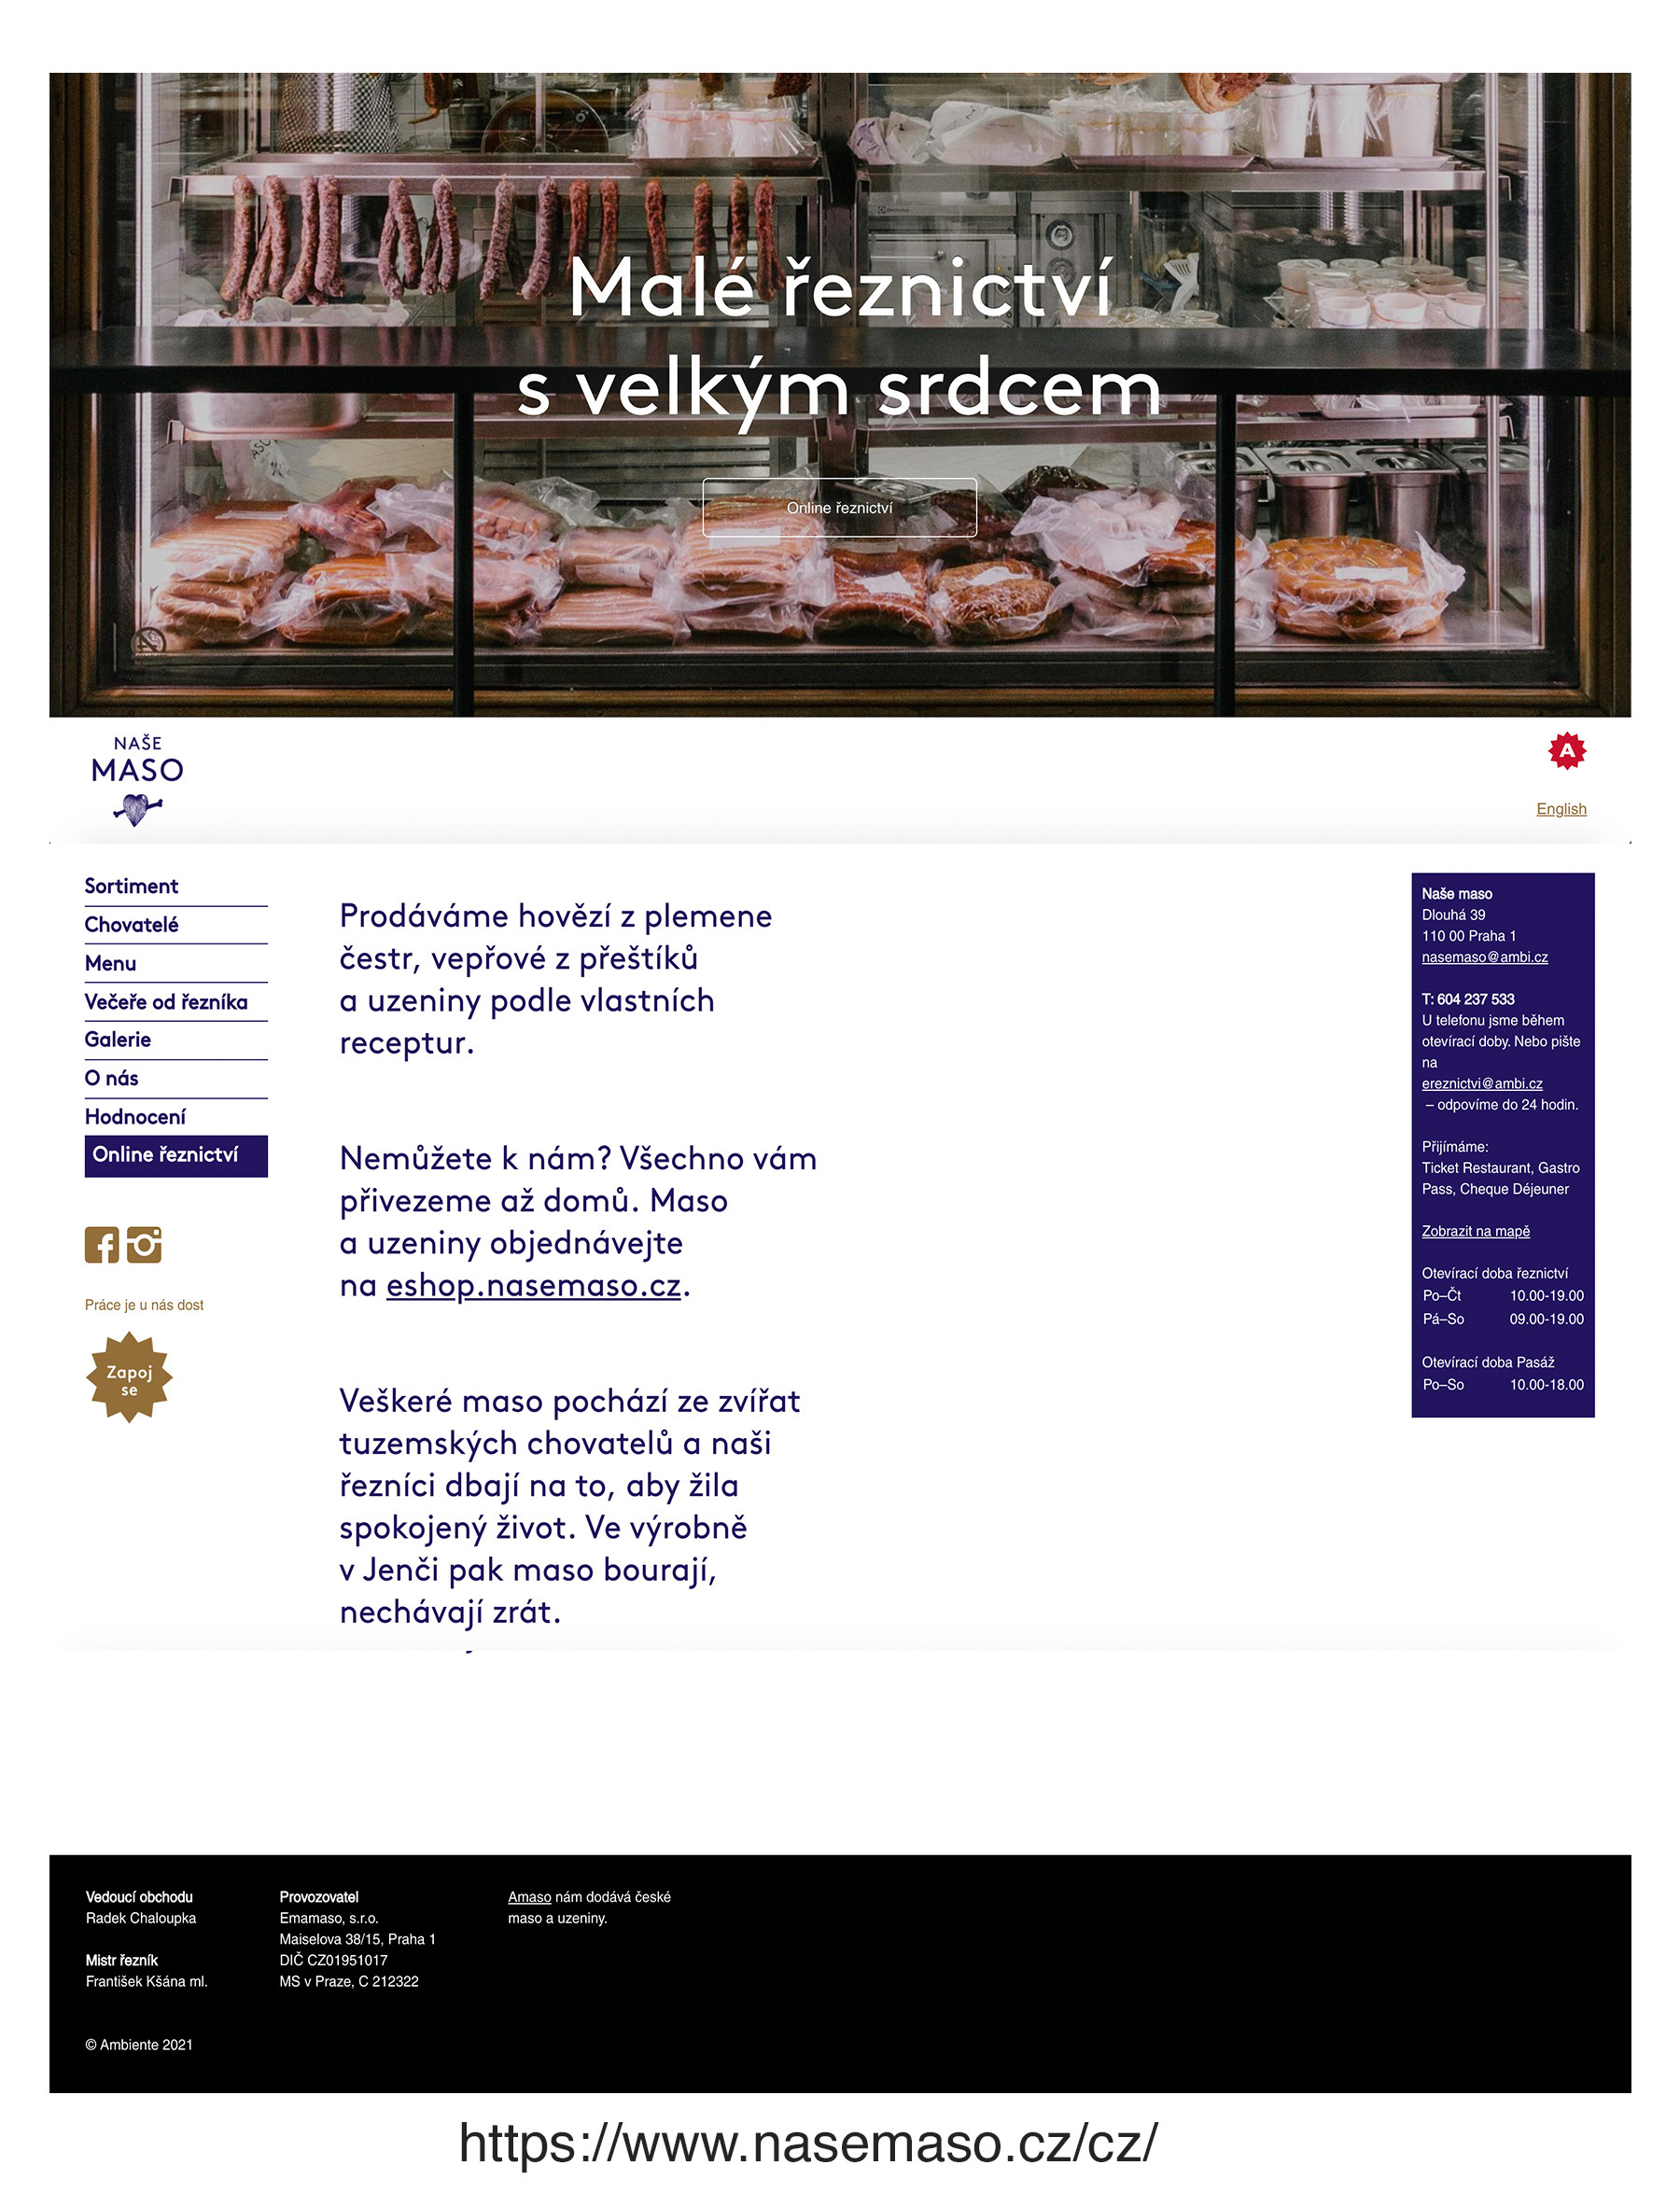 Malé řeznictví
s velkým srdcem
Online řeznictví
NAŠE
MASO
A
English
Sortiment
Chovatelé
Menu
Večeře od řezníka
Galerie
O nás
Hodnocení
Online řeznictví
Práce je u nás dost
Zapoj
se
Prodáváme hovězí z plemene
čestr, vepřové z přeštíků
a uzeniny podle vlastních
receptur.
Nemůžete k nám? Všechno vám
přivezeme až domů. Maso
a uzeniny objednávejte
na eshop.nasemaso.cz.
Veškeré maso pochází ze zvířat
tuzemských chovatelů a naši
řezníci dbají na to, aby žila
spokojený život. Ve výrobně
v Jenči pak maso bourají,
nechávají zrát.
Naše maso
Dlouhá 39
110 00 Praha 1
nasemaso@ambi.cz
T: 604 237 533
U telefonu jsme během
otevírací doby. Nebo pište
na
ereznictvi@ambi.cz
– odpovíme do 24 hodin.
Přijímáme:
Ticket Restaurant, Gastro
Pass, Cheque Déjeuner
Zobrazit na mapě
Otevírací doba řeznictví
Po–Čt 10.00-19.00
Pá–So 09.00-19.00
Otevírací doba Pasáž
Po–So 10.00-18.00
Vedoucí obchodu
Radek Chaloupka
Mistr řezník
František Kšána ml.
Provozovatel
Emamaso, s.r.o.
Maiselova 38/15, Praha 1
DIČ CZ01951017
MS v Praze, C 212322
Amaso nám dodává české
maso a uzeniny.
© Ambiente 2021
https://www.nasemaso.cz/cz/